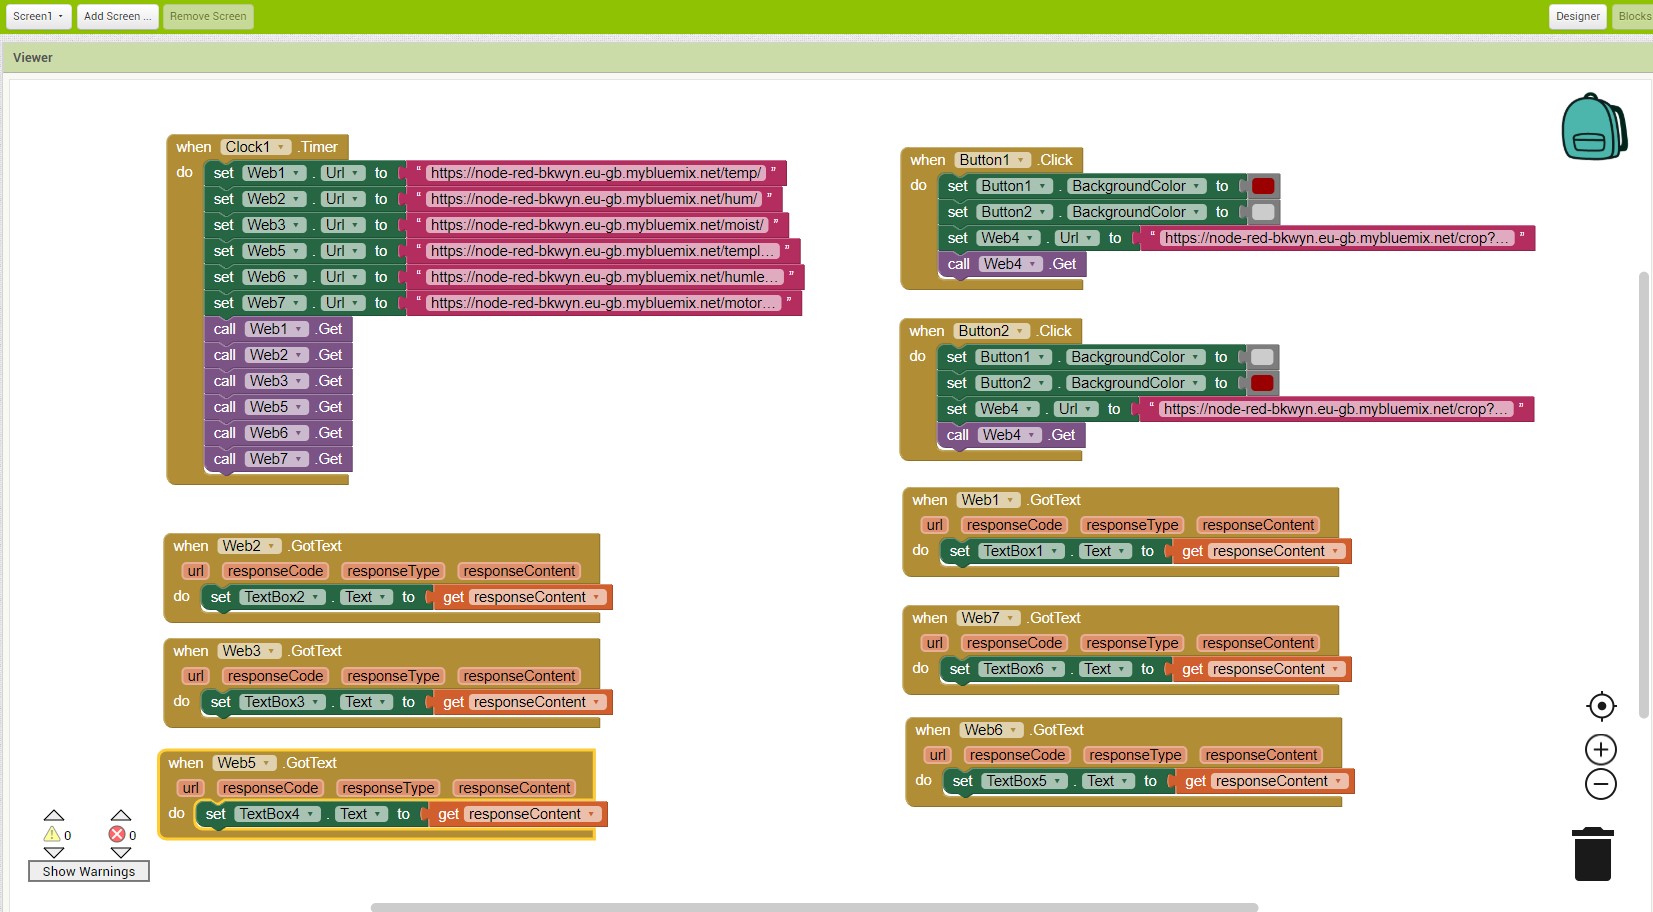 Screen1 Add Screen ... Remove Screen Designer Blocks
Viewer
when Clock1 .Timer
do set Web1 . Url to “ https://node-red-bkwyn.eu-gb.mybluemix.net/temp/ ”
set Web2 . Url to “ https://node-red-bkwyn.eu-gb.mybluemix.net/hum/ ”
set Web3 . Url to “ https://node-red-bkwyn.eu-gb.mybluemix.net/moist/ ”
set Web5 . Url to “ https://node-red-bkwyn.eu-gb.mybluemix.net/templ... ”
set Web6 . Url to “ https://node-red-bkwyn.eu-gb.mybluemix.net/humle... ”
set Web7 . Url to “ https://node-red-bkwyn.eu-gb.mybluemix.net/motor... ”
call Web1 .Get
call Web2 .Get
call Web3 .Get
call Web5 .Get
call Web6 .Get
call Web7 .Get
when Web2 .GotText
url responseCode responseType responseContent
do set TextBox2 . Text to get responseContent
when Web3 .GotText
url responseCode responseType responseContent
do set TextBox3 . Text to get responseContent
when Web5 .GotText
url responseCode responseType responseContent
do set TextBox4 . Text to get responseContent
0 0
Show Warnings
when Button1 .Click
do set Button1 . BackgroundColor to
set Button2 . BackgroundColor to
set Web4 . Url to “ https://node-red-bkwyn.eu-gb.mybluemix.net/crop?... ”
call Web4 .Get
when Button2 .Click
do set Button1 . BackgroundColor to
set Button2 . BackgroundColor to
set Web4 . Url to “ https://node-red-bkwyn.eu-gb.mybluemix.net/crop?... ”
call Web4 .Get
when Web1 .GotText
url responseCode responseType responseContent
do set TextBox1 . Text to get responseContent
when Web7 .GotText
url responseCode responseType responseContent
do set TextBox6 . Text to get responseContent
when Web6 .GotText
url responseCode responseType responseContent
do set TextBox5 . Text to get responseContent